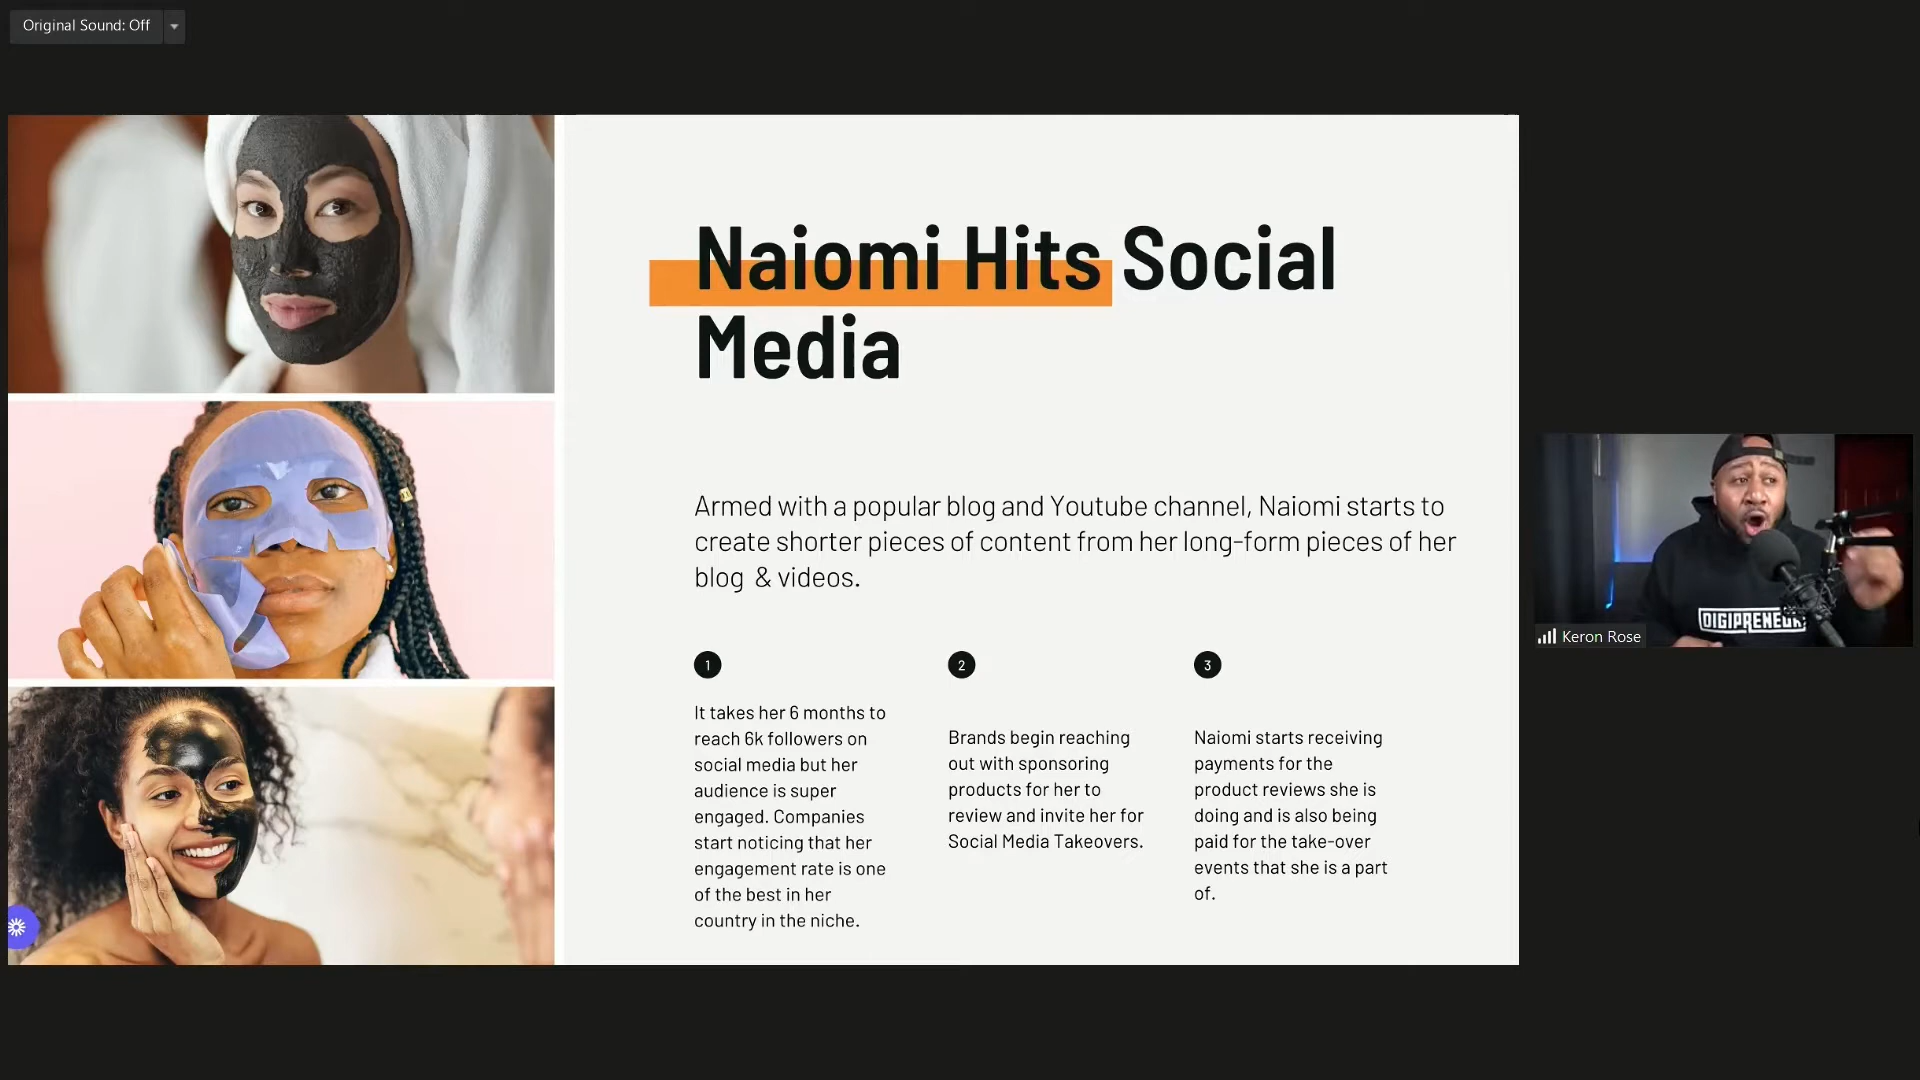 Original Sound: Off
Naiomi Hits Social
Media
Armed with a popular blog and Youtube channel, Naiomi starts to
create shorter pieces of content from her long-form pieces of her
blog & videos.
1
It takes her 6 months to
reach 6k followers on
social media but her
audience is super
engaged. Companies
start noticing that her
engagement rate is one
of the best in her
country in the niche.
2
Brands begin reaching
out with sponsoring
products for her to
review and invite her for
Social Media Takeovers.
3
Naiomi starts receiving
payments for the
product reviews she is
doing and is also being
paid for the take-over
events that she is a part
of.
DIGIPRENEUR
Keron Rose